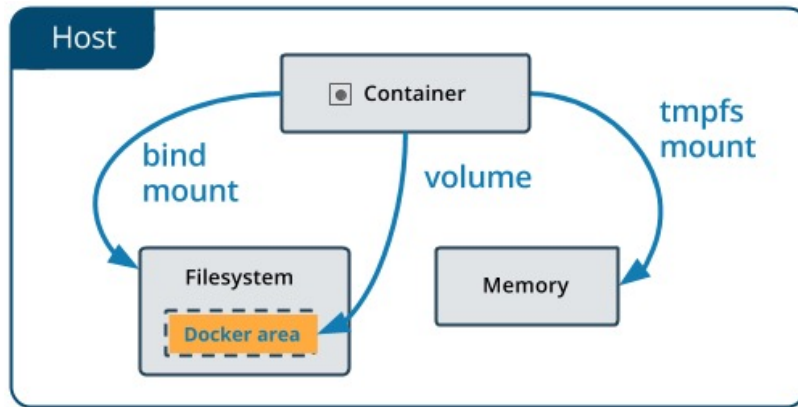 Host
Container
bind
mount
volume
tmpfs
mount
Filesystem
Docker area
Memory